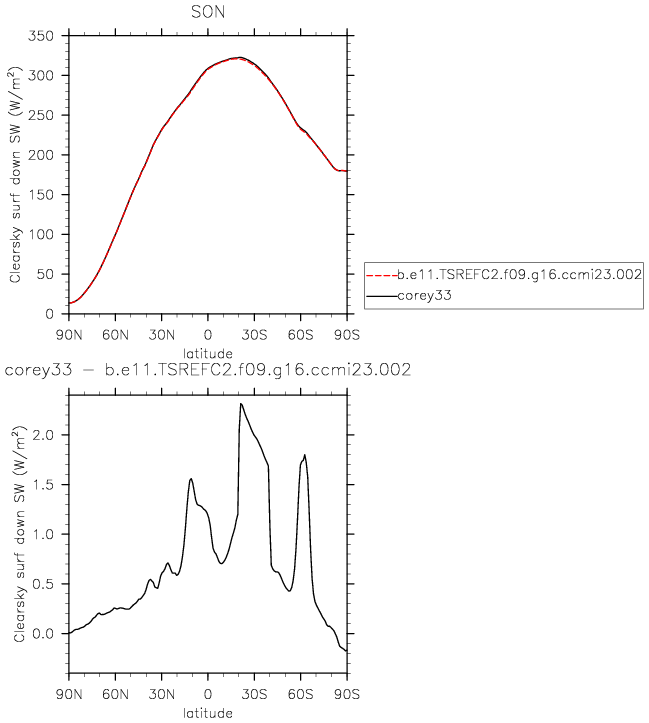 SON
350
300
250
200
150
100
50
0
Clearsky surf down SW (W/m²)
90N 60N 30N 0 30S 60S 90S
latitude
b.e11.TSREFC2.f09.g16.ccmi23.002
corey33
corey33 − b.e11.TSREFC2.f09.g16.ccmi23.002
2.0
1.5
1.0
0.5
0.0
Clearsky surf down SW (W/m²)
90N 60N 30N 0 30S 60S 90S
latitude